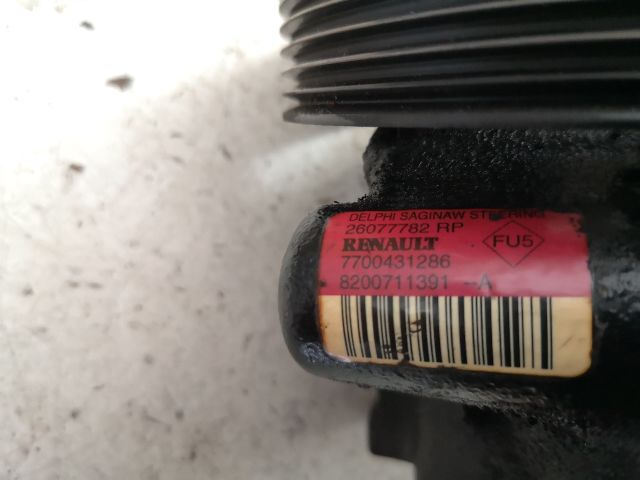 DELPHI SAGINAW STEERING
26077782 RP
RENAULT
FU5
7700431286
8200711391 -A